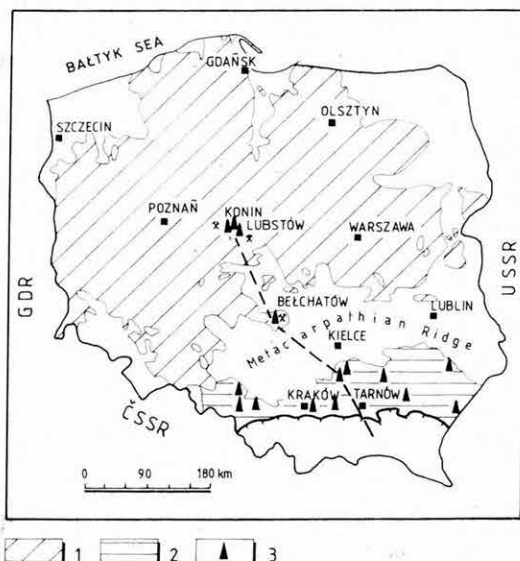 BAŁTYK SEA
GDAŃSK
OLSZTYN
SZCZECIN
POZNAŃ
KONIN
LUBSTÓW
WARSZAWA
GDR
USSR
BEŁCHATÓW
LUBLIN
Metacarpathian Ridge
KIELCE
KRAKÓW
TARNÓW
ČSSR
0 90 180 km
1 2 3